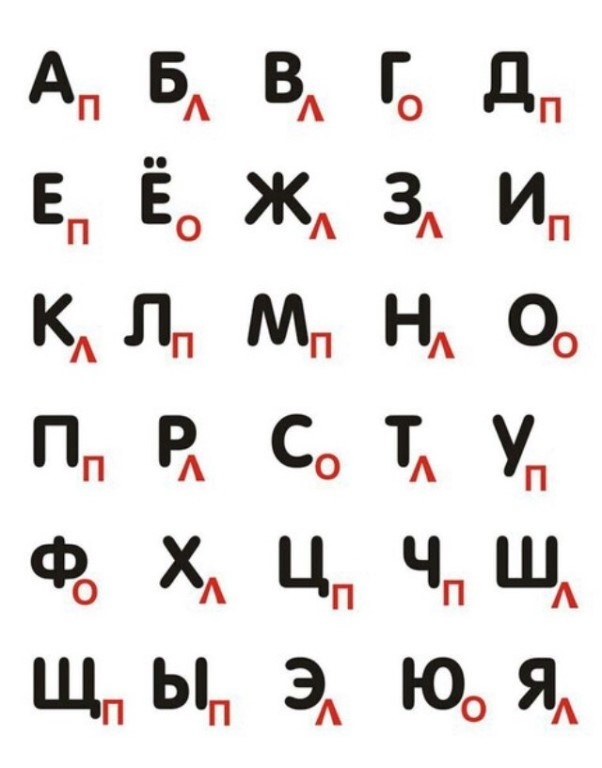 Ап Бл Вл Го Дп
Еп Ёо Жл Зл Ип
Кл Лп Мп Нл Оо
Пп Рл Со Тл Уп
Фо Хл Цп Чп Шл
Щп Ып Эл Юо Ял